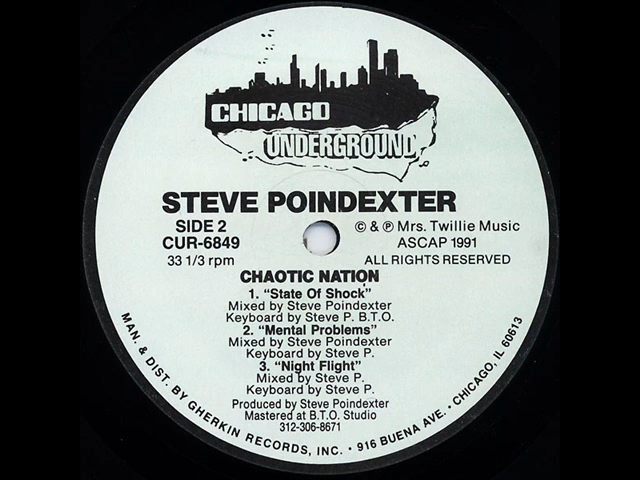 CHICAGO
UNDERGROUND
STEVE POINDEXTER
SIDE 2
CUR-6849
33 1/3 rpm
© & ℗ Mrs. Twillie Music
ASCAP 1991
ALL RIGHTS RESERVED
CHAOTIC NATION
1. “State Of Shock”
Mixed by Steve Poindexter
Keyboard by Steve P. B.T.O.
2. “Mental Problems”
Mixed by Steve Poindexter
Keyboard by Steve P.
3. “Night Flight”
Mixed by Steve P.
Keyboard by Steve P.
Produced by Steve Poindexter
Mastered at B.T.O. Studio
312-306-8671
MAN. & DIST. BY GHERKIN RECORDS, INC. • 916 BUENA AVE. • CHICAGO, IL 60613